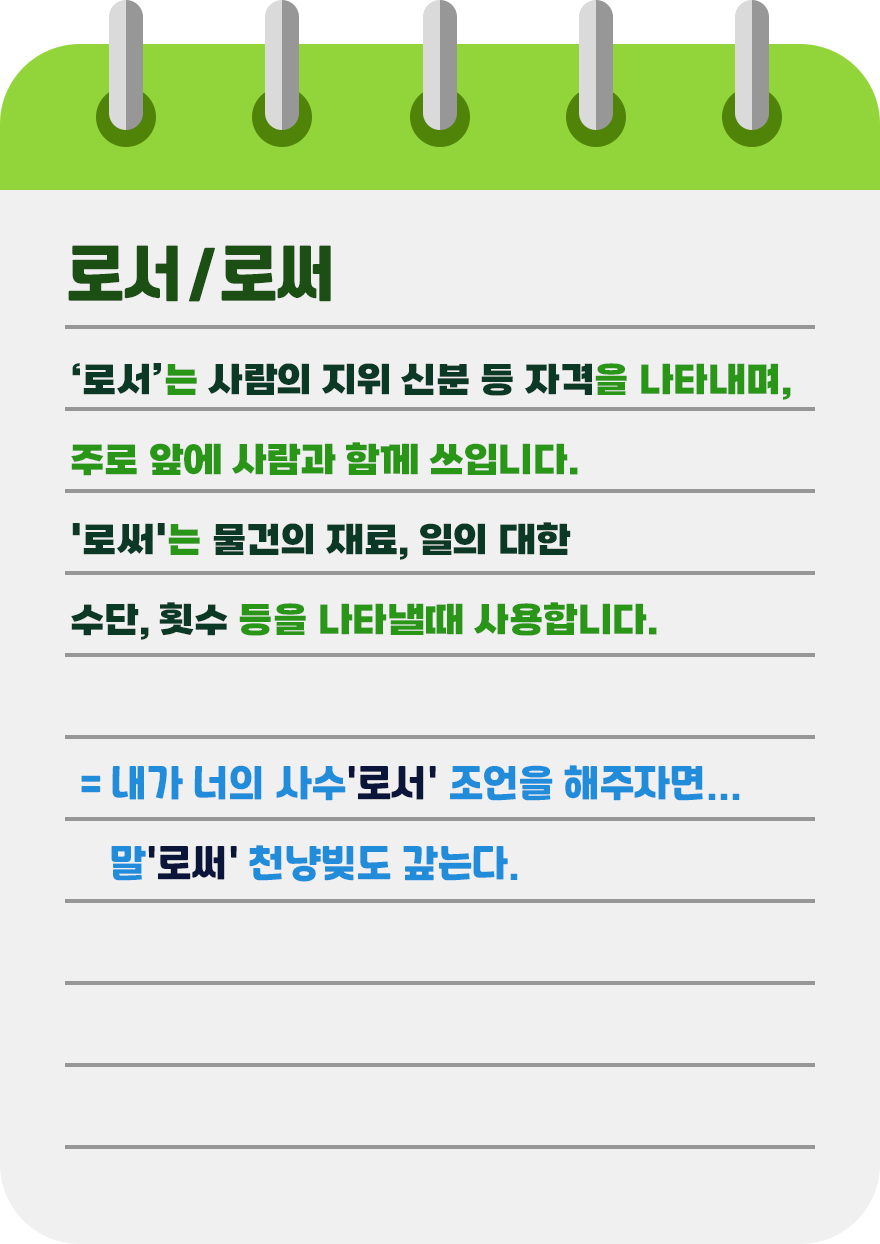 로서/로써
‘로서’는 사람의 지위 신분 등 자격을 나타내며,
주로 앞에 사람과 함께 쓰입니다.
'로써'는 물건의 재료, 일의 대한
수단, 횟수 등을 나타낼때 사용합니다.
= 내가 너의 사수'로서' 조언을 해주자면...
말'로써' 천냥빚도 갚는다.